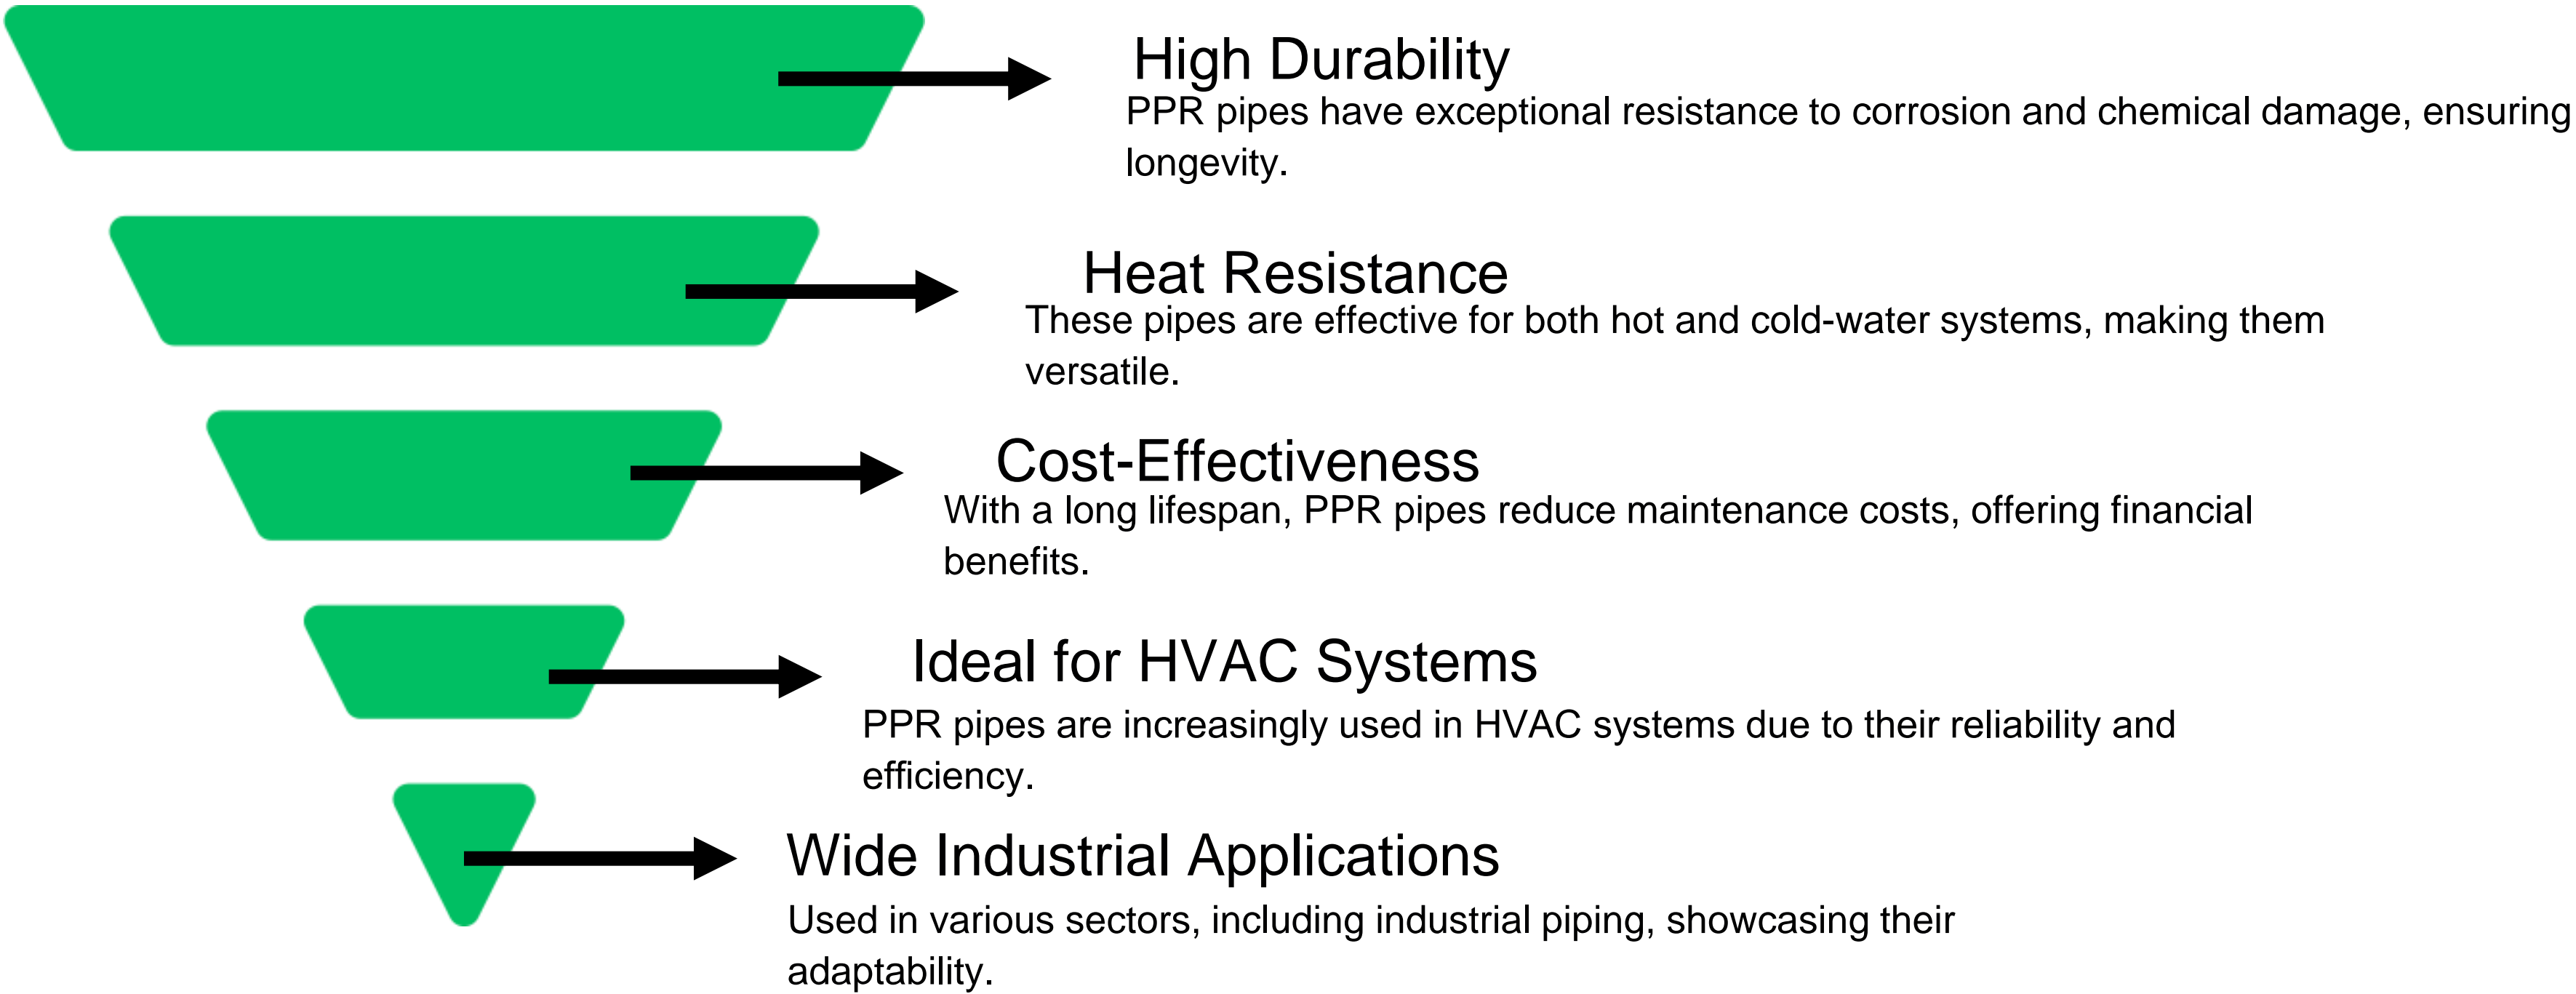 High Durability
PPR pipes have exceptional resistance to corrosion and chemical damage, ensuring
longevity.
Heat Resistance
These pipes are effective for both hot and cold-water systems, making them
versatile.
Cost-Effectiveness
With a long lifespan, PPR pipes reduce maintenance costs, offering financial
benefits.
Ideal for HVAC Systems
PPR pipes are increasingly used in HVAC systems due to their reliability and
efficiency.
Wide Industrial Applications
Used in various sectors, including industrial piping, showcasing their
adaptability.